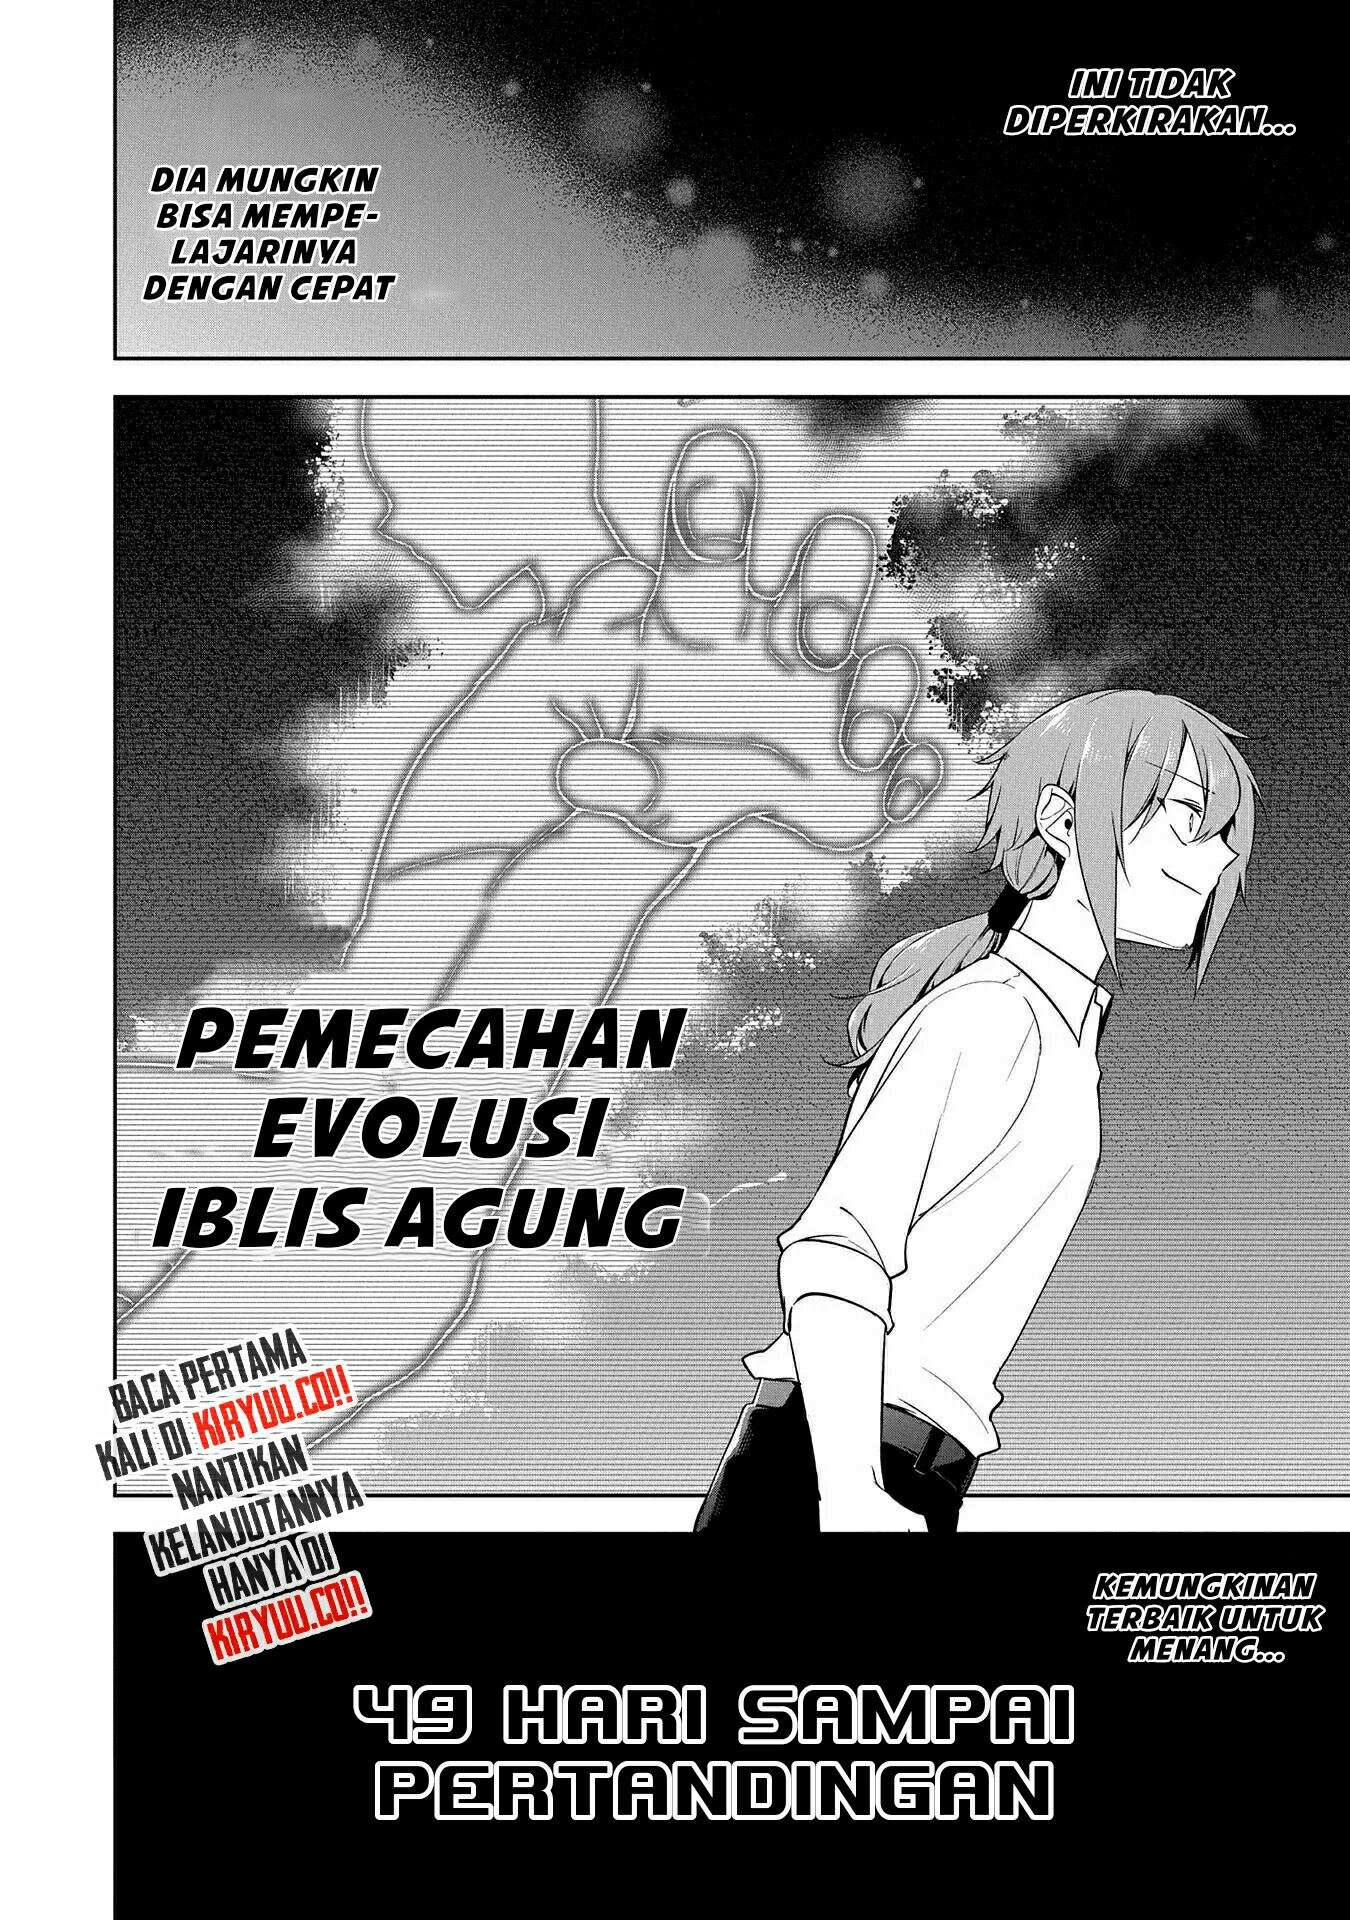 INI TIDAK
DIPERKIRAKAN...
DIA MUNGKIN
BISA MEMPE-
LAJARINYA
DENGAN CEPAT
PEMECAHAN
EVOLUSI
IBLIS AGUNG
BACA PERTAMA
KALI DI KIRYUU.CO!!
NANTIKAN
KELANJUTANNYA
HANYA DI
KIRYUU.CO!!
KEMUNGKINAN
TERBAIK UNTUK
MENANG...
49 HARI SAMPAI
PERTANDINGAN